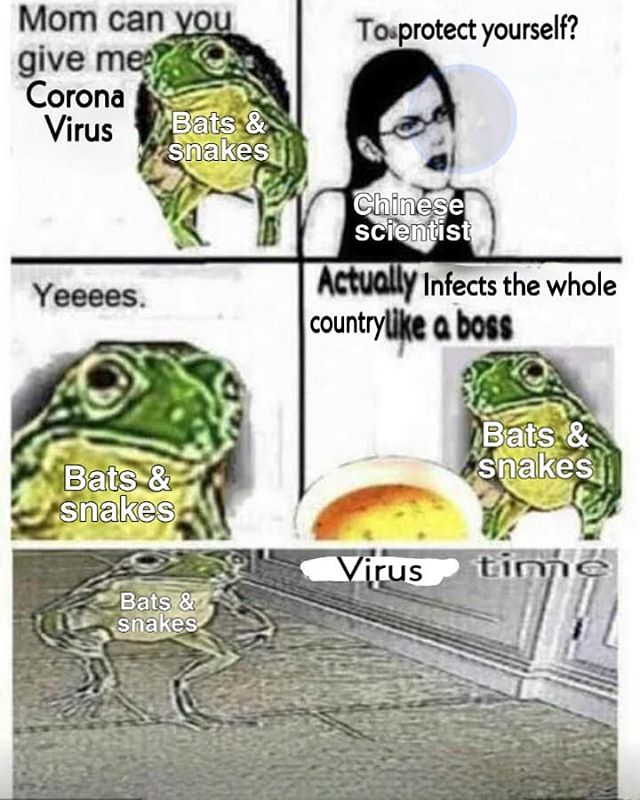 Mom can you
give me
Corona
Virus
Bats &
snakes
To protect yourself?
Chinese
scientist
Yeeees.
Bats &
snakes
Actually Infects the whole
country like a boss
Bats &
snakes
Virus time
Bats &
snakes